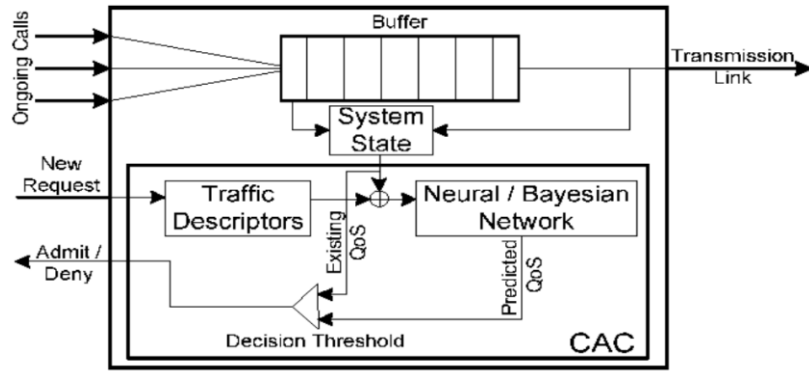 Buffer
Ongoing Calls
Transmission
Link
System
State
New
Request
Traffic
Descriptors
Neural / Bayesian
Network
Existing
QoS
Predicted
QoS
Admit /
Deny
Decision Threshold
CAC